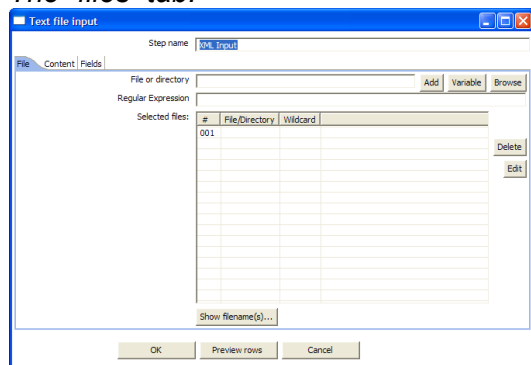 The "files" tab:
Text file input
Step name XML Input
File Content Fields
File or directory Add Variable Browse
Regular Expression
Selected files: # File/Directory Wildcard
001
Delete
Edit
Show filename(s)...
OK Preview rows Cancel